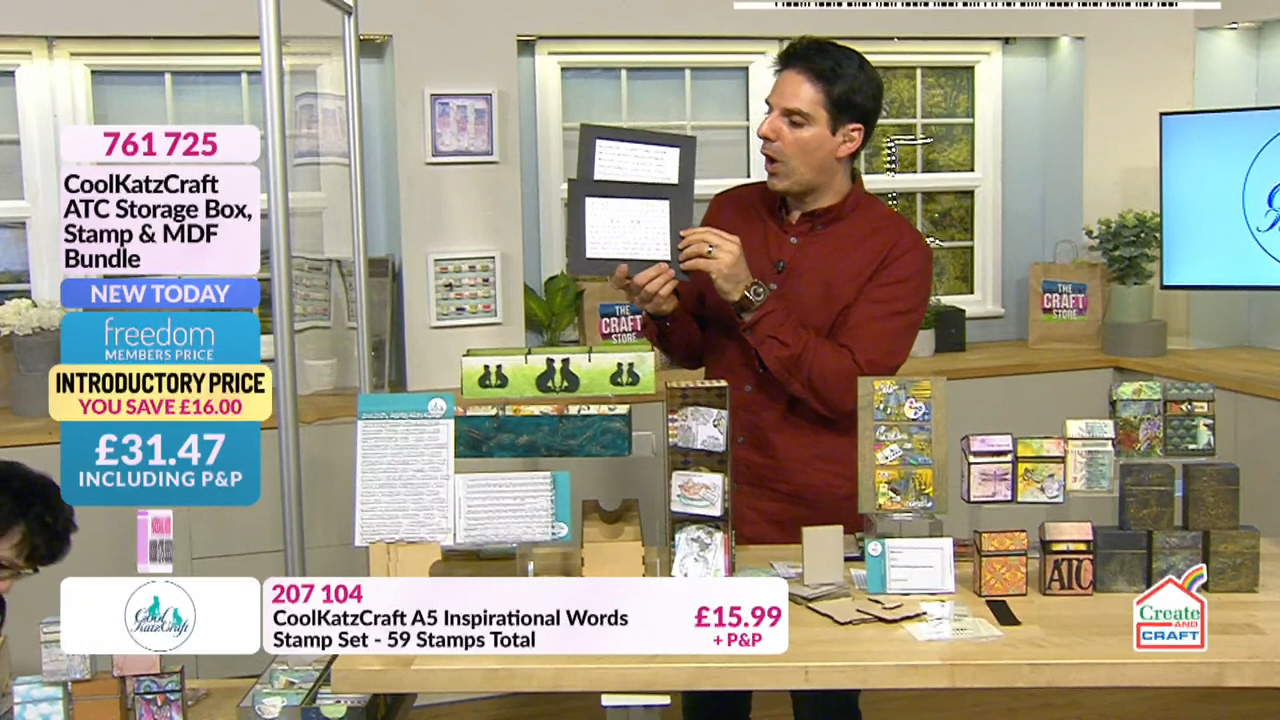 761 725
CoolKatzCraft
ATC Storage Box,
Stamp & MDF
Bundle
NEW TODAY
freedom
MEMBERS PRICE
INTRODUCTORY PRICE
YOU SAVE £16.00
£31.47
INCLUDING P&P
Cool
KatzCraft
207 104
CoolKatzCraft A5 Inspirational Words
Stamp Set - 59 Stamps Total
£15.99
+ P&P
THE
CRAFT
STORE
THE
CRAFT
STORE
ATC
Create
AND
CRAFT